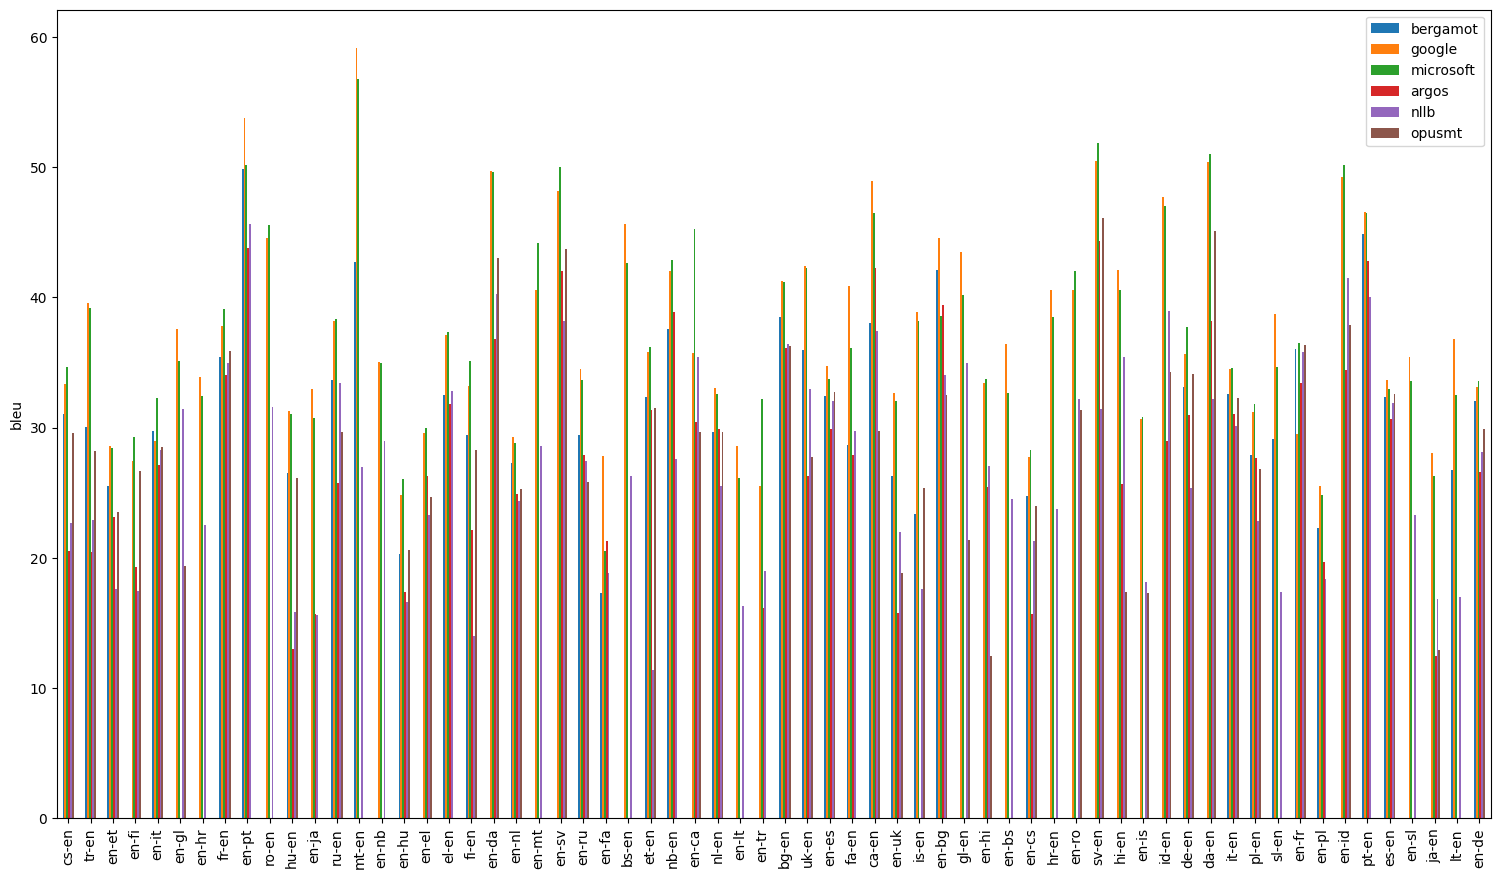 60
50
40
30
20
10
0
bleu
bergamot
google
microsoft
argos
nllb
opusmt
cs-en
tr-en
en-et
en-fi
en-it
en-gl
en-hr
fr-en
en-pt
ro-en
hu-en
en-ja
ru-en
mt-en
en-nb
en-hu
en-el
el-en
fi-en
en-da
en-nl
en-mt
en-sv
en-ru
en-fa
bs-en
et-en
nb-en
en-ca
nl-en
en-lt
en-tr
bg-en
uk-en
en-es
fa-en
ca-en
en-uk
is-en
en-bg
gl-en
en-hi
en-bs
en-cs
hr-en
en-ro
sv-en
hi-en
en-is
id-en
de-en
da-en
it-en
pl-en
sl-en
en-fr
en-pl
en-id
pt-en
es-en
en-sl
ja-en
lt-en
en-de